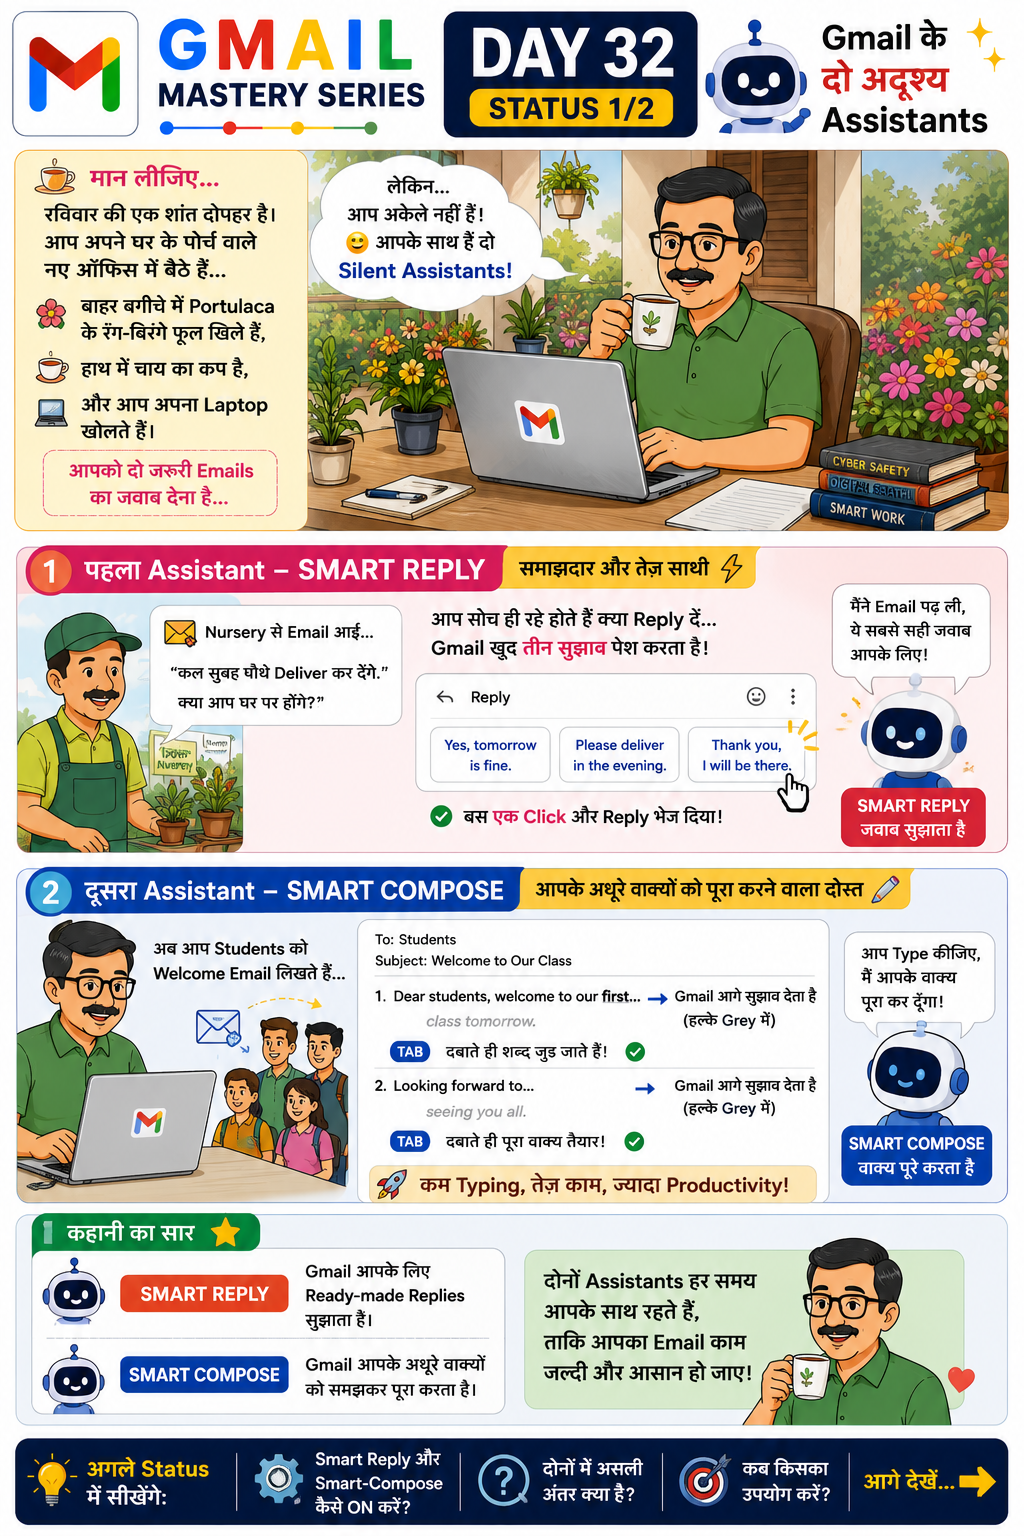 GMAIL
MASTERY SERIES
DAY 32
STATUS 1/2
Gmail के
दो अदृश्य
Assistants
मान लीजिए...
रविवार की एक शांत दोपहर है।
आप अपने घर के पोर्च वाले
नए ऑफिस में बैठे हैं...
बाहर बगीचे में Portulaca
के रंग-बिरंगे फूल खिले हैं,
हाथ में चाय का कप है,
और आप अपना Laptop
खोलते हैं।
आपको दो जरूरी Emails
का जवाब देना है...
लेकिन...
आप अकेले नहीं हैं!
आपके साथ हैं दो
Silent Assistants!
CYBER SAFETY
SMART WORK
1 पहला Assistant – SMART REPLY
समाझदार और तेज़ साथी
Nursery से Email आई...
“कल सुबह घौथे Deliver कर देंगे.”
क्या आप घर पर होंगे?”
Nursery
आप सोच ही रहे होते हैं क्या Reply दें...
Gmail खुद तीन सुझाव पेश करता है!
Reply
Yes, tomorrow
is fine.
Please deliver
in the evening.
Thank you,
I will be there.
बस एक Click और Reply भेज दिया!
मैंने Email पढ़ ली,
ये सबसे सही जवाब
आपके लिए!
SMART REPLY
जवाब सुझाता है
2 दूसरा Assistant – SMART COMPOSE
आपके अधूरे वाक्यों को पूरा करने वाला दोस्त
अब आप Students को
Welcome Email लिखते हैं...
To: Students
Subject: Welcome to Our Class
1. Dear students, welcome to our first... → Gmail आगे सुझाव देता है
class tomorrow. (हल्के Grey में)
TAB दबाते ही शब्द जुड जाते हैं!
2. Looking forward to... → Gmail आगे सुझाव देता है
seeing you all. (हल्के Grey में)
TAB दबाते ही पूरा वाक्य तैयार!
कम Typing, तेज़ काम, ज्यादा Productivity!
आप Type कीजिए,
मैं आपके वाक्य
पूरा कर दूँगा!
SMART COMPOSE
वाक्य पूरे करता है
कहानी का सार
SMART REPLY
Gmail आपके लिए
Ready-made Replies
सुझाता हैं।
SMART COMPOSE
Gmail आपके अधूरे वाक्यों
को समझकर पूरा करता है।
दोनों Assistants हर समय
आपके साथ रहते हैं,
ताकि आपका Email काम
जल्दी और आसान हो जाए!
अगले Status
में सीखेंगे:
Smart Reply और
Smart-Compose
कैसे ON करें?
दोनों में असली
अंतर क्या है?
कब किसका
उपयोग करें?
आगे देखें...